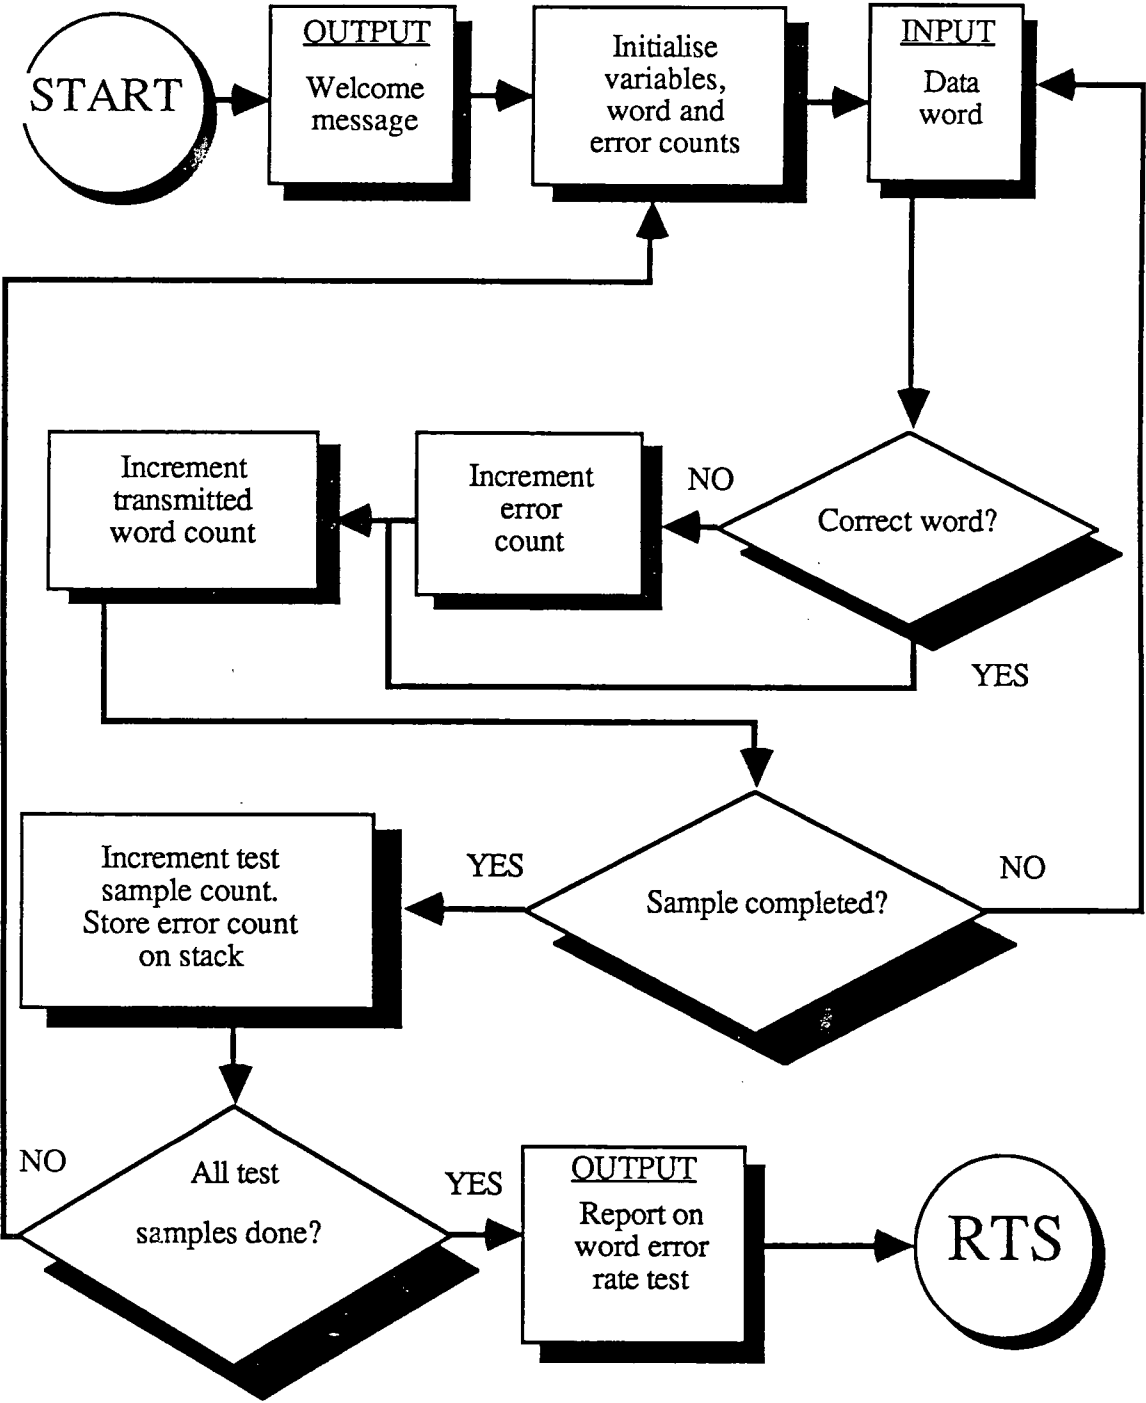 START
OUTPUT
Welcome
message
Initialise
variables,
word and
error counts
INPUT
Data
word
Correct word?
NO
YES
Increment
error
count
Increment
transmitted
word count
Sample completed?
YES
NO
Increment test
sample count.
Store error count
on stack
All test
samples done?
NO
YES
OUTPUT
Report on
word error
rate test
RTS